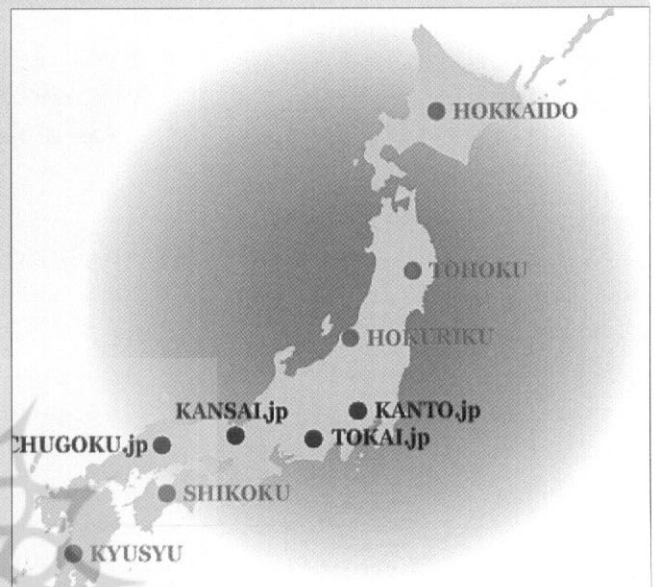 HOKKAIDO
TOHOKU
HOKURIKU
KANSAI.jp
KANTO.jp
CHUGOKU.jp
TOKAI.jp
SHIKOKU
KYUSYU